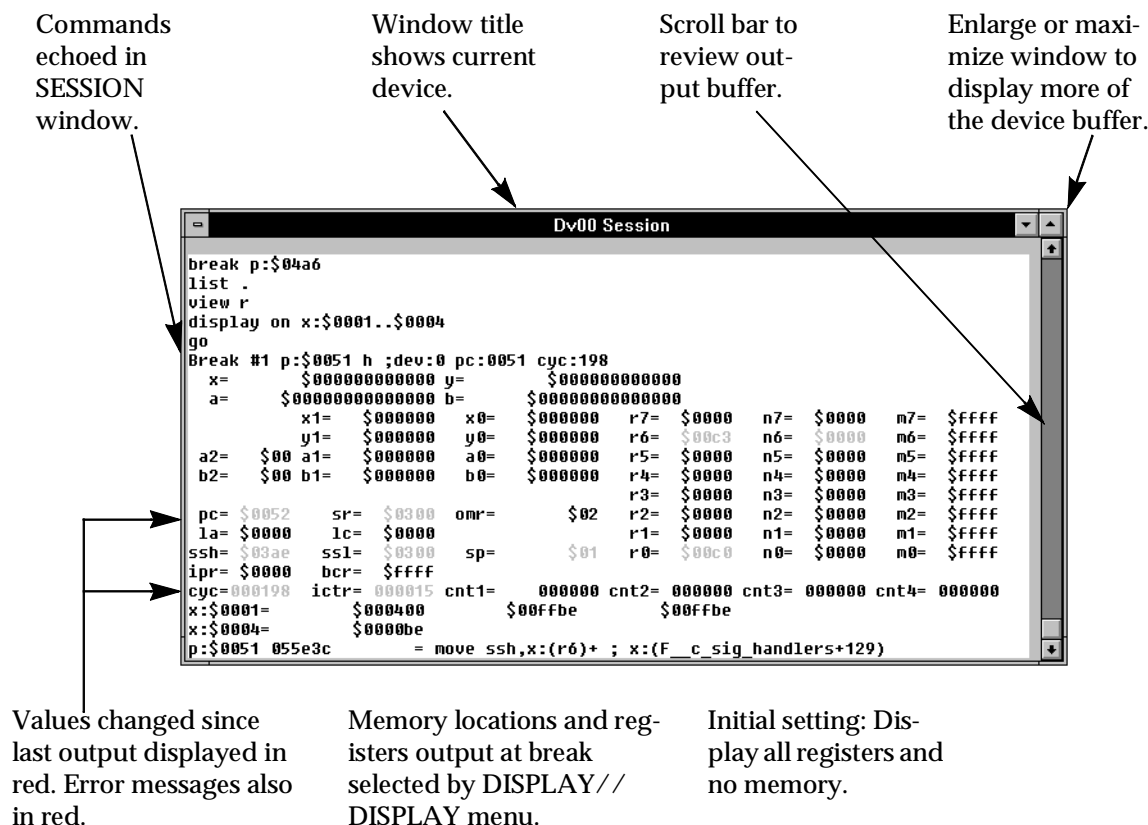 Commands
echoed in
SESSION
window.
Window title
shows current
device.
Scroll bar to
review out-
put buffer.
Enlarge or maxi-
mize window to
display more of
the device buffer.
Dv00 Session
break p:$04a6
list .
view r
display on x:$0001..$0004
go
Break #1 p:$0051 h ;dev:0 pc:0051 cyc:198
x= $000000000000 y= $000000000000
a= $00000000000000 b= $00000000000000
x1= $000000 x0= $000000 r7= $0000 n7= $0000 m7= $ffff
y1= $000000 y0= $000000 r6= $00c3 n6= $0000 m6= $ffff
a2= $00 a1= $000000 a0= $000000 r5= $0000 n5= $0000 m5= $ffff
b2= $00 b1= $000000 b0= $000000 r4= $0000 n4= $0000 m4= $ffff
r3= $0000 n3= $0000 m3= $ffff
pc= $0052 sr= $0300 omr= $02 r2= $0000 n2= $0000 m2= $ffff
la= $0000 lc= $0000 r1= $0000 n1= $0000 m1= $ffff
ssh= $03ae ssl= $0300 sp= $01 r0= $00c0 n0= $0000 m0= $ffff
ipr= $0000 bcr= $ffff
cyc=000198 ictr= 000015 cnt1= 000000 cnt2= 000000 cnt3= 000000 cnt4= 000000
x:$0001= $000400 $00ffbe $00ffbe
x:$0004= $0000be
p:$0051 055e3c = move ssh,x:(r6)+ ; x:(F__c_sig_handlers+129)
Values changed since
last output displayed in
red. Error messages also
in red.
Memory locations and reg-
isters output at break
selected by DISPLAY//
DISPLAY menu.
Initial setting: Dis-
play all registers and
no memory.